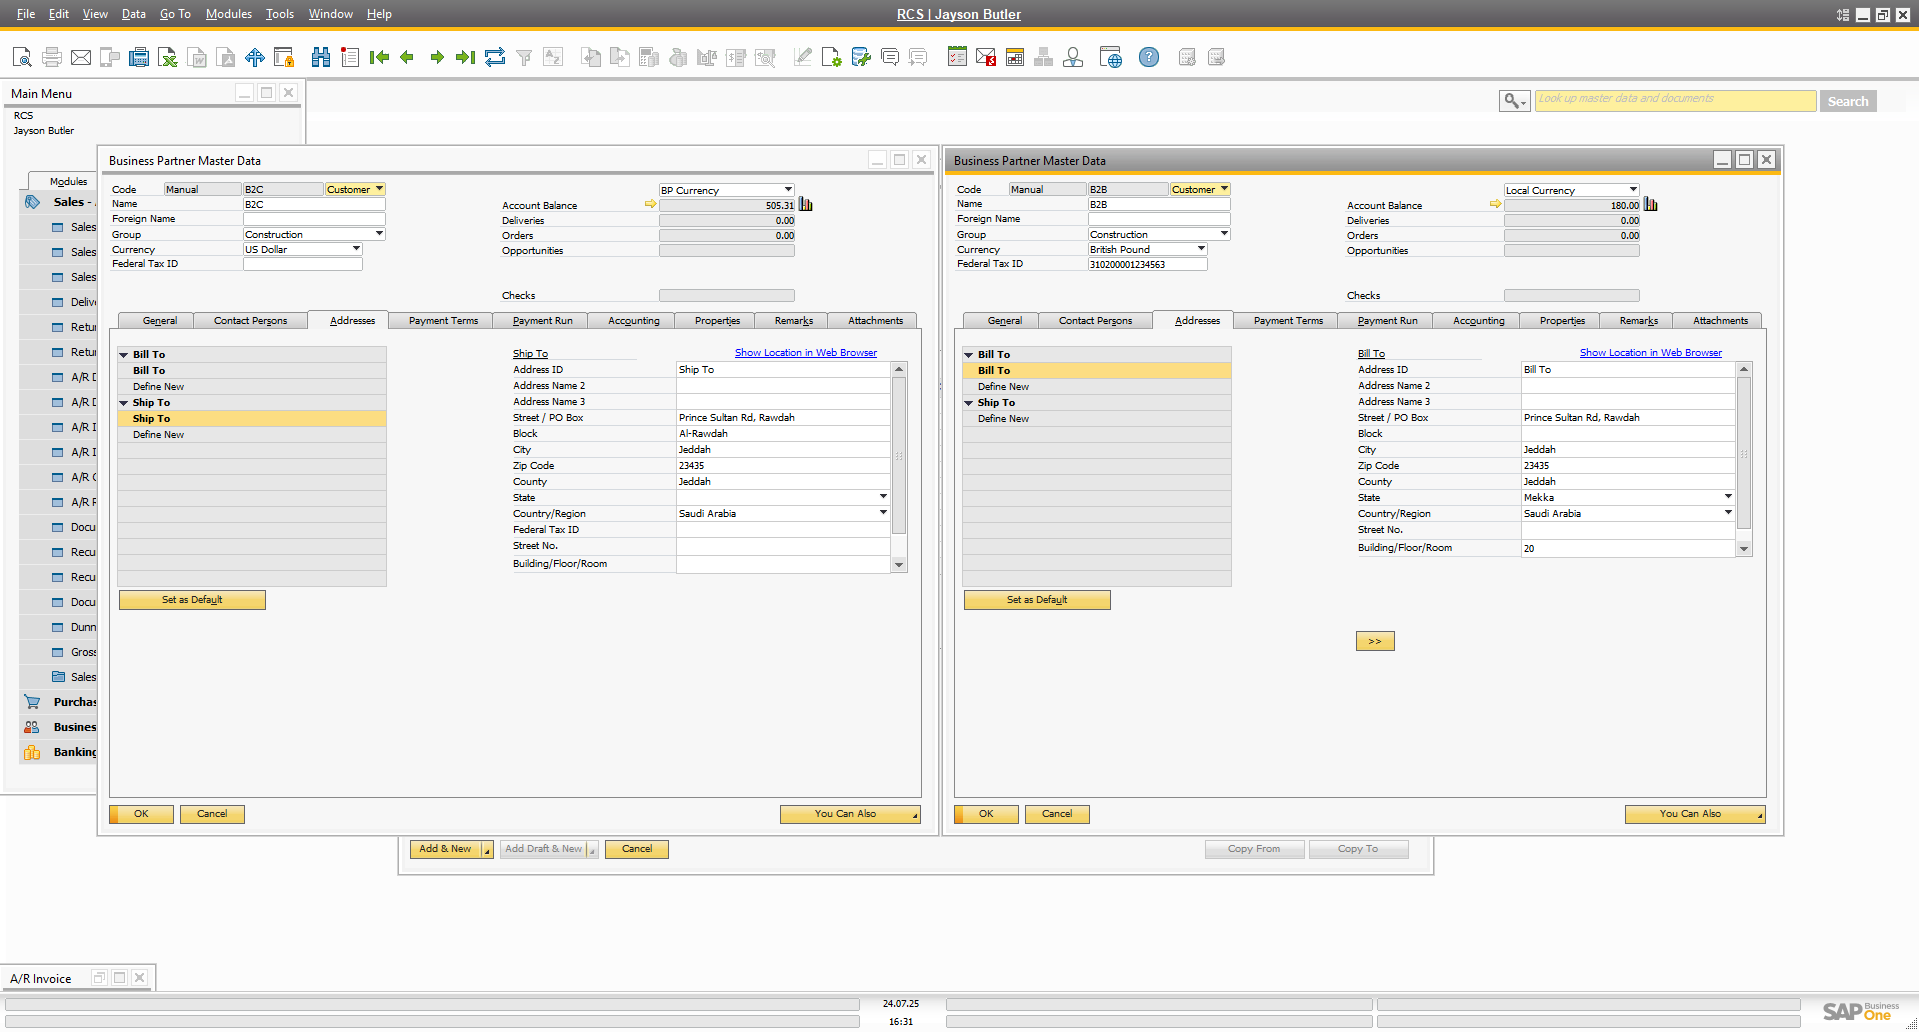 File Edit View Data Go To Modules Tools Window Help
RCS | Jayson Butler
Look up master data and documents
Search
Main Menu
RCS
Jayson Butler
Modules
Sales -
Sales
Sales
Sales
Deliv
Retu
Retu
A/R
A/R
A/R I
A/R I
A/R
A/R
Docu
Recu
Recu
Docu
Dunn
Gross
Sales
Purchas
Busines
Banking
Business Partner Master Data
Code Manual B2C Customer
Name B2C
Foreign Name
Group Construction
Currency US Dollar
Federal Tax ID
BP Currency
Account Balance 505.31
Deliveries 0.00
Orders 0.00
Opportunities
Checks
General Contact Persons Addresses Payment Terms Payment Run Accounting Properties Remarks Attachments
Bill To
Bill To
Define New
Ship To
Ship To
Define New
Set as Default
Ship To Show Location in Web Browser
Address ID Ship To
Address Name 2
Address Name 3
Street / PO Box Prince Sultan Rd, Rawdah
Block Al-Rawdah
City Jeddah
Zip Code 23435
County Jeddah
State
Country/Region Saudi Arabia
Federal Tax ID
Street No.
Building/Floor/Room
OK Cancel You Can Also
Business Partner Master Data
Code Manual B2B Customer
Name B2B
Foreign Name
Group Construction
Currency British Pound
Federal Tax ID 310200001234563
Local Currency
Account Balance 180.00
Deliveries 0.00
Orders 0.00
Opportunities
Checks
General Contact Persons Addresses Payment Terms Payment Run Accounting Properties Remarks Attachments
Bill To
Bill To
Define New
Ship To
Define New
Set as Default
Bill To Show Location in Web Browser
Address ID Bill To
Address Name 2
Address Name 3
Street / PO Box Prince Sultan Rd, Rawdah
Block
City Jeddah
Zip Code 23435
County Jeddah
State Mekka
Country/Region Saudi Arabia
Street No.
Building/Floor/Room 20
>>
OK Cancel You Can Also
Add & New Add Draft & New Cancel Copy From Copy To
A/R Invoice
24.07.25
16:31
SAP Business One